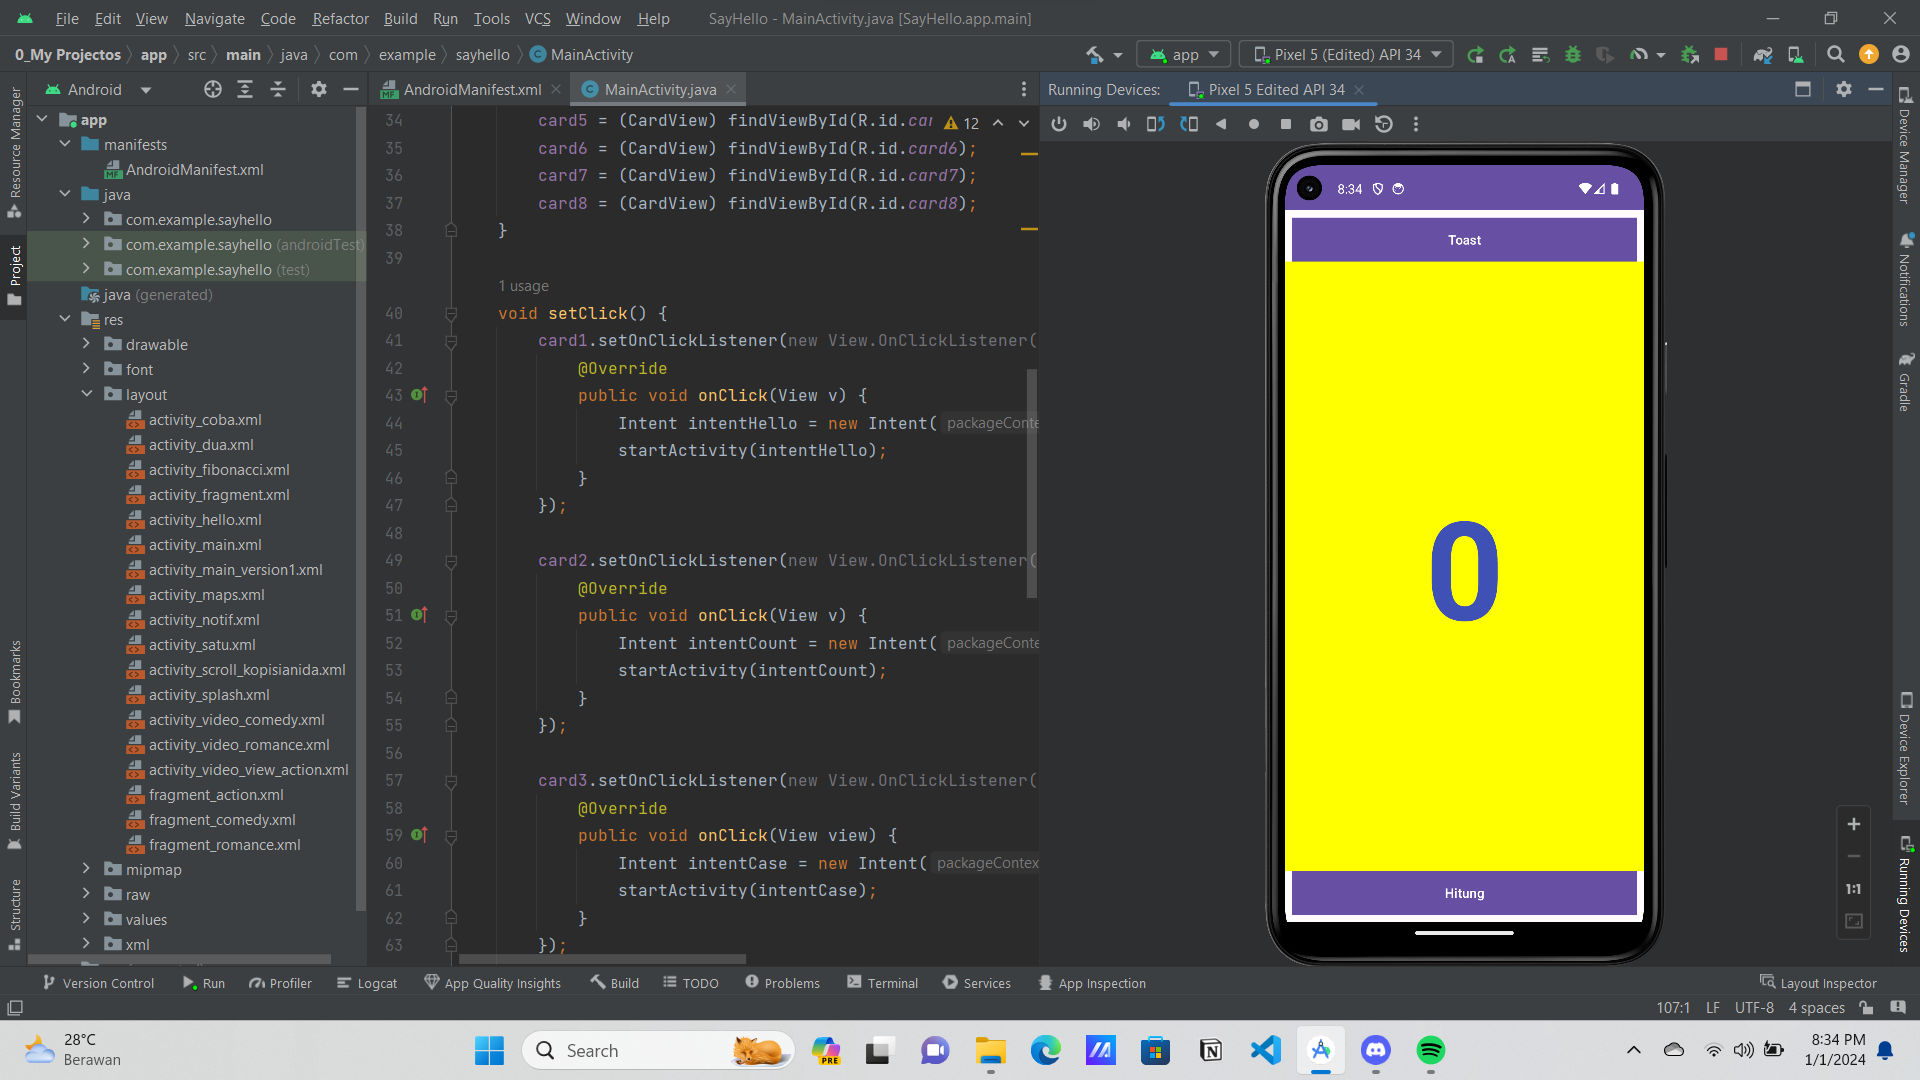 File Edit View Navigate Code Refactor Build Run Tools VCS Window Help SayHello - MainActivity.java [SayHello.app.main]
0_My Projectos app src main java com example sayhello MainActivity app Pixel 5 (Edited) API 34
Android
AndroidManifest.xml MainActivity.java
Running Devices: Pixel 5 Edited API 34
Resource Manager
Project
Bookmarks
Build Variants
Structure
app
manifests
AndroidManifest.xml
java
com.example.sayhello
com.example.sayhello (androidTest)
com.example.sayhello (test)
java (generated)
res
drawable
font
layout
activity_coba.xml
activity_dua.xml
activity_fibonacci.xml
activity_fragment.xml
activity_hello.xml
activity_main.xml
activity_main_version1.xml
activity_maps.xml
activity_notif.xml
activity_satu.xml
activity_scroll_kopisianida.xml
activity_splash.xml
activity_video_comedy.xml
activity_video_romance.xml
activity_video_view_action.xml
fragment_action.xml
fragment_comedy.xml
fragment_romance.xml
mipmap
raw
values
xml
12
34 card5 = (CardView) findViewById(R.id.car
35 card6 = (CardView) findViewById(R.id.card6);
36 card7 = (CardView) findViewById(R.id.card7);
37 card8 = (CardView) findViewById(R.id.card8);
38 }
39
1 usage
40 void setClick() {
41 card1.setOnClickListener(new View.OnClickListener(
42 @Override
43 public void onClick(View v) {
44 Intent intentHello = new Intent( packageConte
45 startActivity(intentHello);
46 }
47 });
48
49 card2.setOnClickListener(new View.OnClickListener(
50 @Override
51 public void onClick(View v) {
52 Intent intentCount = new Intent( packageConte
53 startActivity(intentCount);
54 }
55 });
56
57 card3.setOnClickListener(new View.OnClickListener(
58 @Override
59 public void onClick(View view) {
60 Intent intentCase = new Intent( packageContex
61 startActivity(intentCase);
62 }
63 });
8:34
Toast
0
Hitung
1:1
Device Manager
Notifications
Gradle
Device Explorer
Running Devices
Version Control Run Profiler Logcat App Quality Insights Build TODO Problems Terminal Services App Inspection Layout Inspector
107:1 LF UTF-8 4 spaces
28°C
Berawan
Search
PRE
8:34 PM
1/1/2024